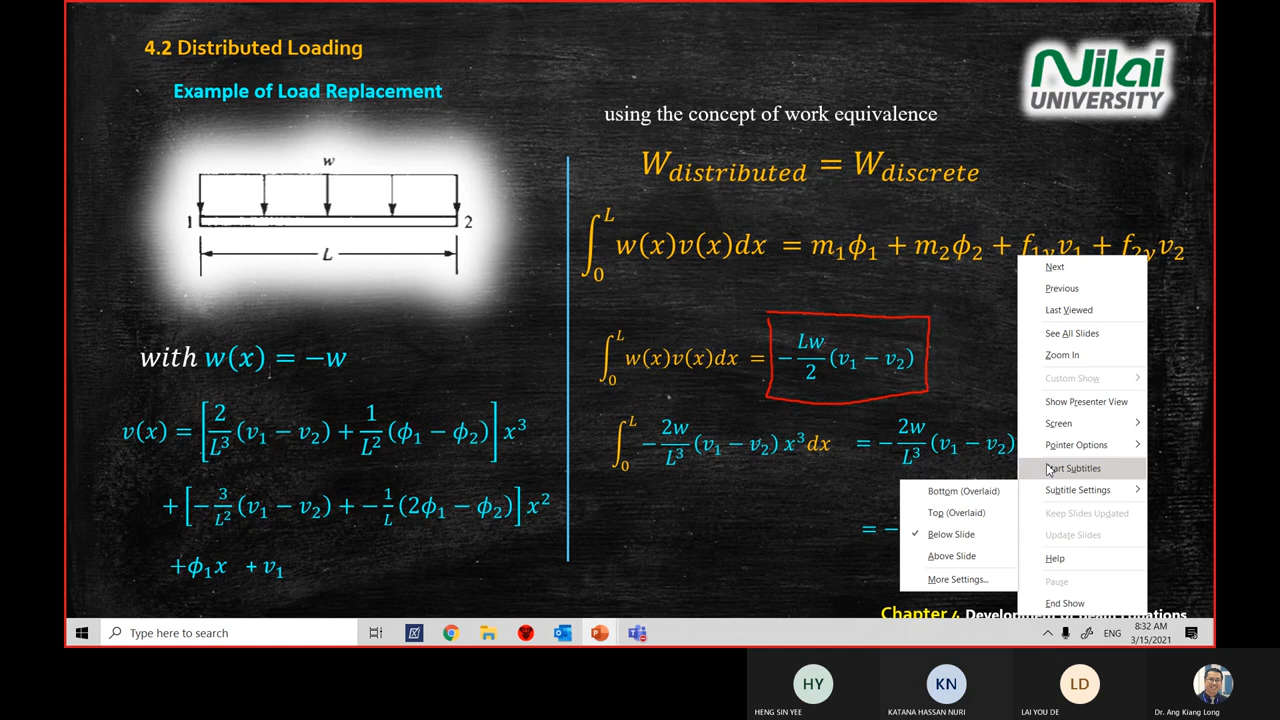 4.2 Distributed Loading
Example of Load Replacement
Nilai
UNIVERSITY
w
1
2
L
with w(x) = −w
v(x) = [2/L³ (v₁ − v₂) + 1/L² (ϕ₁ − ϕ₂)] x³
+ [−3/L² (v₁ − v₂) + −1/L (2ϕ₁ − ϕ₂)] x²
+ϕ₁x + v₁
using the concept of work equivalence
W_distributed = W_discrete
∫₀ᴸ w(x)v(x)dx = m₁ϕ₁ + m₂ϕ₂ + f₁ᵧv₁ + f₂ᵧv₂
∫₀ᴸ w(x)v(x)dx = −Lw/2 (v₁ − v₂)
∫₀ᴸ −2w/L³ (v₁ − v₂) x³dx = −2w/L³ (v₁ − v₂)
= −
Next
Previous
Last Viewed
See All Slides
Zoom In
Custom Show
Show Presenter View
Screen
Pointer Options
Subtitles
Subtitle Settings
Keep Slides Updated
Update Slides
Help
Pause
End Show
Bottom (Overlaid)
Top (Overlaid)
Below Slide
Above Slide
More Settings...
Chapter 4 Development of Beam Equations
Type here to search
ENG
8:32 AM
3/15/2021
HY
HENG SIN YEE
KN
KATANA HASSAN NURI
LD
LAI YOU DE
Dr. Ang Kiang Long